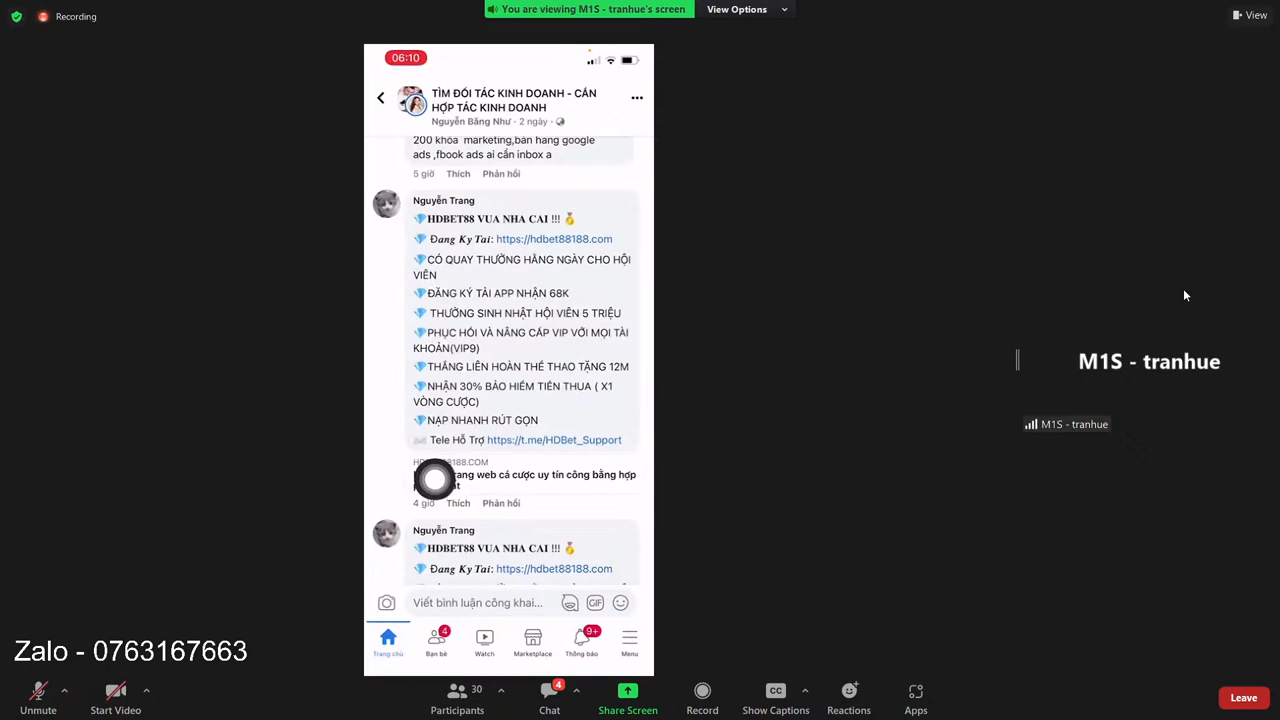 Recording
You are viewing M1S - tranhue's screen
View Options
View
06:10
TÌM ĐỐI TÁC KINH DOANH - CẦN
HỢP TÁC KINH DOANH
Nguyễn Băng Như · 2 ngày ·
200 khóa marketing,bán hang google
ads ,fbook ads ai cần inbox a
5 giờ Thích Phản hồi
Nguyễn Trang
💎𝐇𝐃𝐁𝐄𝐓𝟖𝟖 𝐕𝐔𝐀 𝐍𝐇𝐀 𝐂𝐀𝐈 !!! 🏅
💎 Đ𝒂𝒏𝒈 𝑲𝒚 𝑻𝒂𝒊: https://hdbet88188.com
💎CÓ QUAY THƯỞNG HẰNG NGÀY CHO HỘI
VIÊN
💎ĐĂNG KÝ TẢI APP NHẬN 68K
💎 THƯỞNG SINH NHẬT HỘI VIÊN 5 TRIỆU
💎PHỤC HỒI VÀ NÂNG CẤP VIP VỚI MỌI TÀI
KHOẢN(VIP9)
💎THẮNG LIÊN HOÀN THỂ THAO TẶNG 12M
💎NHẬN 30% BẢO HIỂM TIỀN THUA ( X1
VÒNG CƯỢC)
💎NẠP NHANH RÚT GỌN
Tele Hỗ Trợ https://t.me/HDBet_Support
88188.COM
trang web cá cược uy tín công bằng hợp
4 giờ Thích Phản hồi
Nguyễn Trang
💎𝐇𝐃𝐁𝐄𝐓𝟖𝟖 𝐕𝐔𝐀 𝐍𝐇𝐀 𝐂𝐀𝐈 !!! 🏅
💎 Đ𝒂𝒏𝒈 𝑲𝒚 𝑻𝒂𝒊: https://hdbet88188.com
Viết bình luận công khai... GIF
4 9+
Trang chủ Bạn bè Watch Marketplace Thông báo Menu
M1S - tranhue
M1S - tranhue
Zalo - 0763167663
30 4 CC
Unmute Start Video Participants Chat Share Screen Record Show Captions Reactions Apps Leave